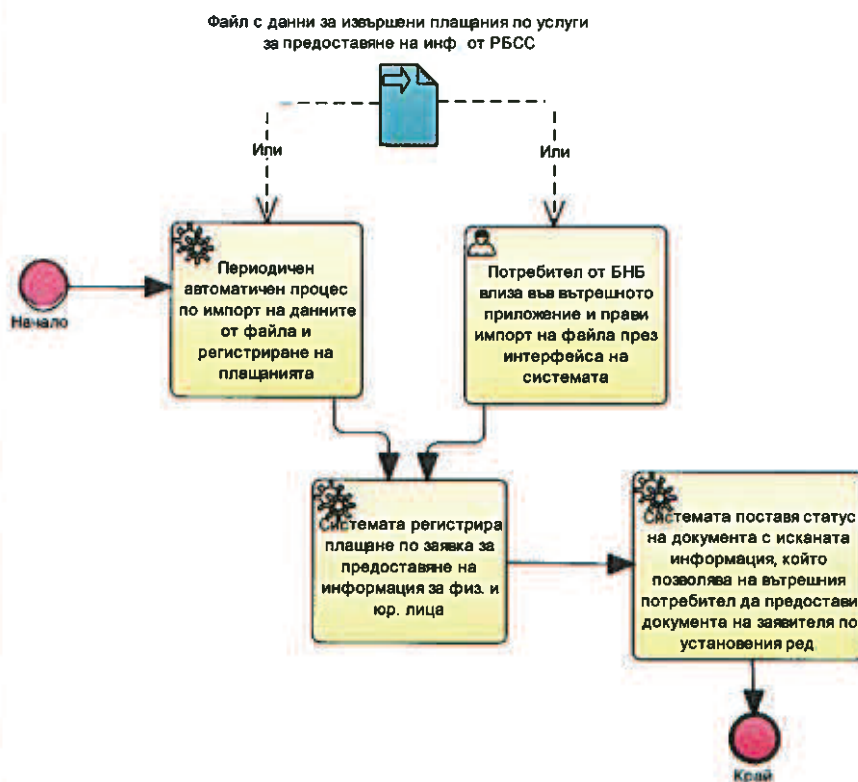 Файл с данни за извършени плащания по услуги
за предоставяне на инф от РБСС
Или
Или
Начало
Периодичен
автоматичен процес
по импорт на данните
от файла и
регистриране на
плащанията
Потребител от БНБ
влиза във вътрешното
приложение и прави
импорт на файла през
интерфейса на
системата
Системата регистрира
плащане по заявка за
предоставяне на
информация за физ. и
юр. лица
Системата поставя статус
на документа с исканата
информация, който
позволява на вътрешния
потребител да предостави
документа на заявителя по
установения ред
Край